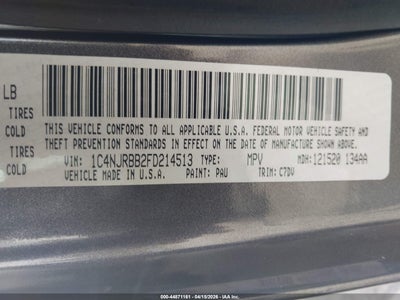 LB
TIRES
COLD
TIRES
COLD
THIS VEHICLE CONFORMS TO ALL APPLICABLE U.S.A. FEDERAL MOTOR VEHICLE SAFETY AND
THEFT PREVENTION STANDARDS IN EFFECT ON THE DATE OF MANUFACTURE SHOWN ABOVE.
VIN: 1C4NJRBB2FD214513 TYPE: MPV MDH: 121520 134AA
VEHICLE MADE IN U.S.A. PAINT: PAU TRIM: C7DV
000-44871161 - 04/15/2026 - IAA Inc.